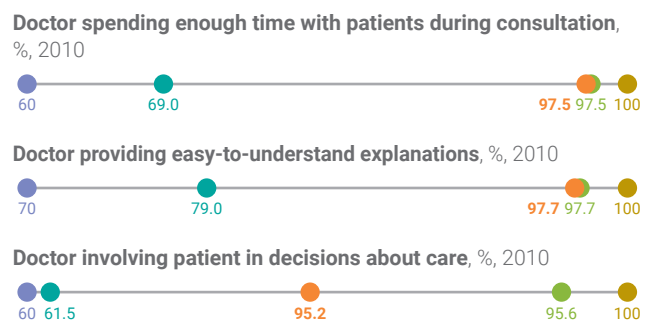 Doctor spending enough time with patients during consultation,
%, 2010
60 69.0 97.5 97.5 100
Doctor providing easy-to-understand explanations, %, 2010
70 79.0 97.7 97.7 100
Doctor involving patient in decisions about care, %, 2010
60 61.5 95.2 95.6 100